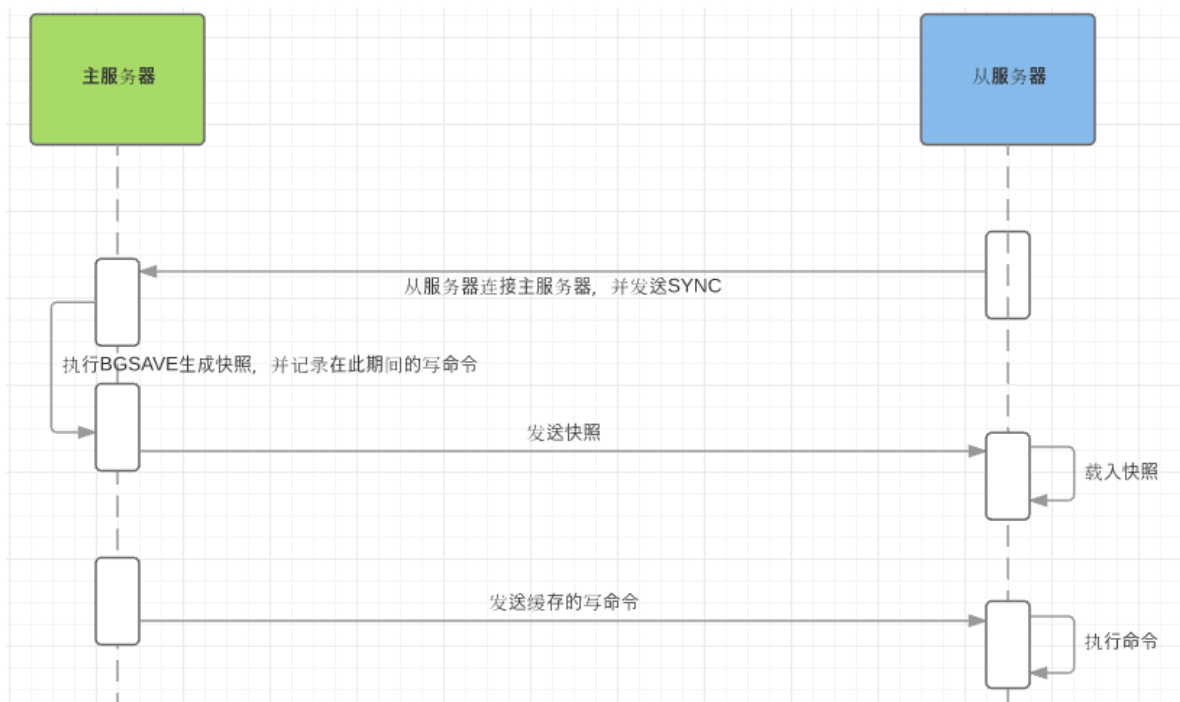 主服务器
从服务器
从服务器连接主服务器，并发送SYNC
执行BGSAVE生成快照，并记录在此期间的写命令
发送快照
载入快照
发送缓存的写命令
执行命令